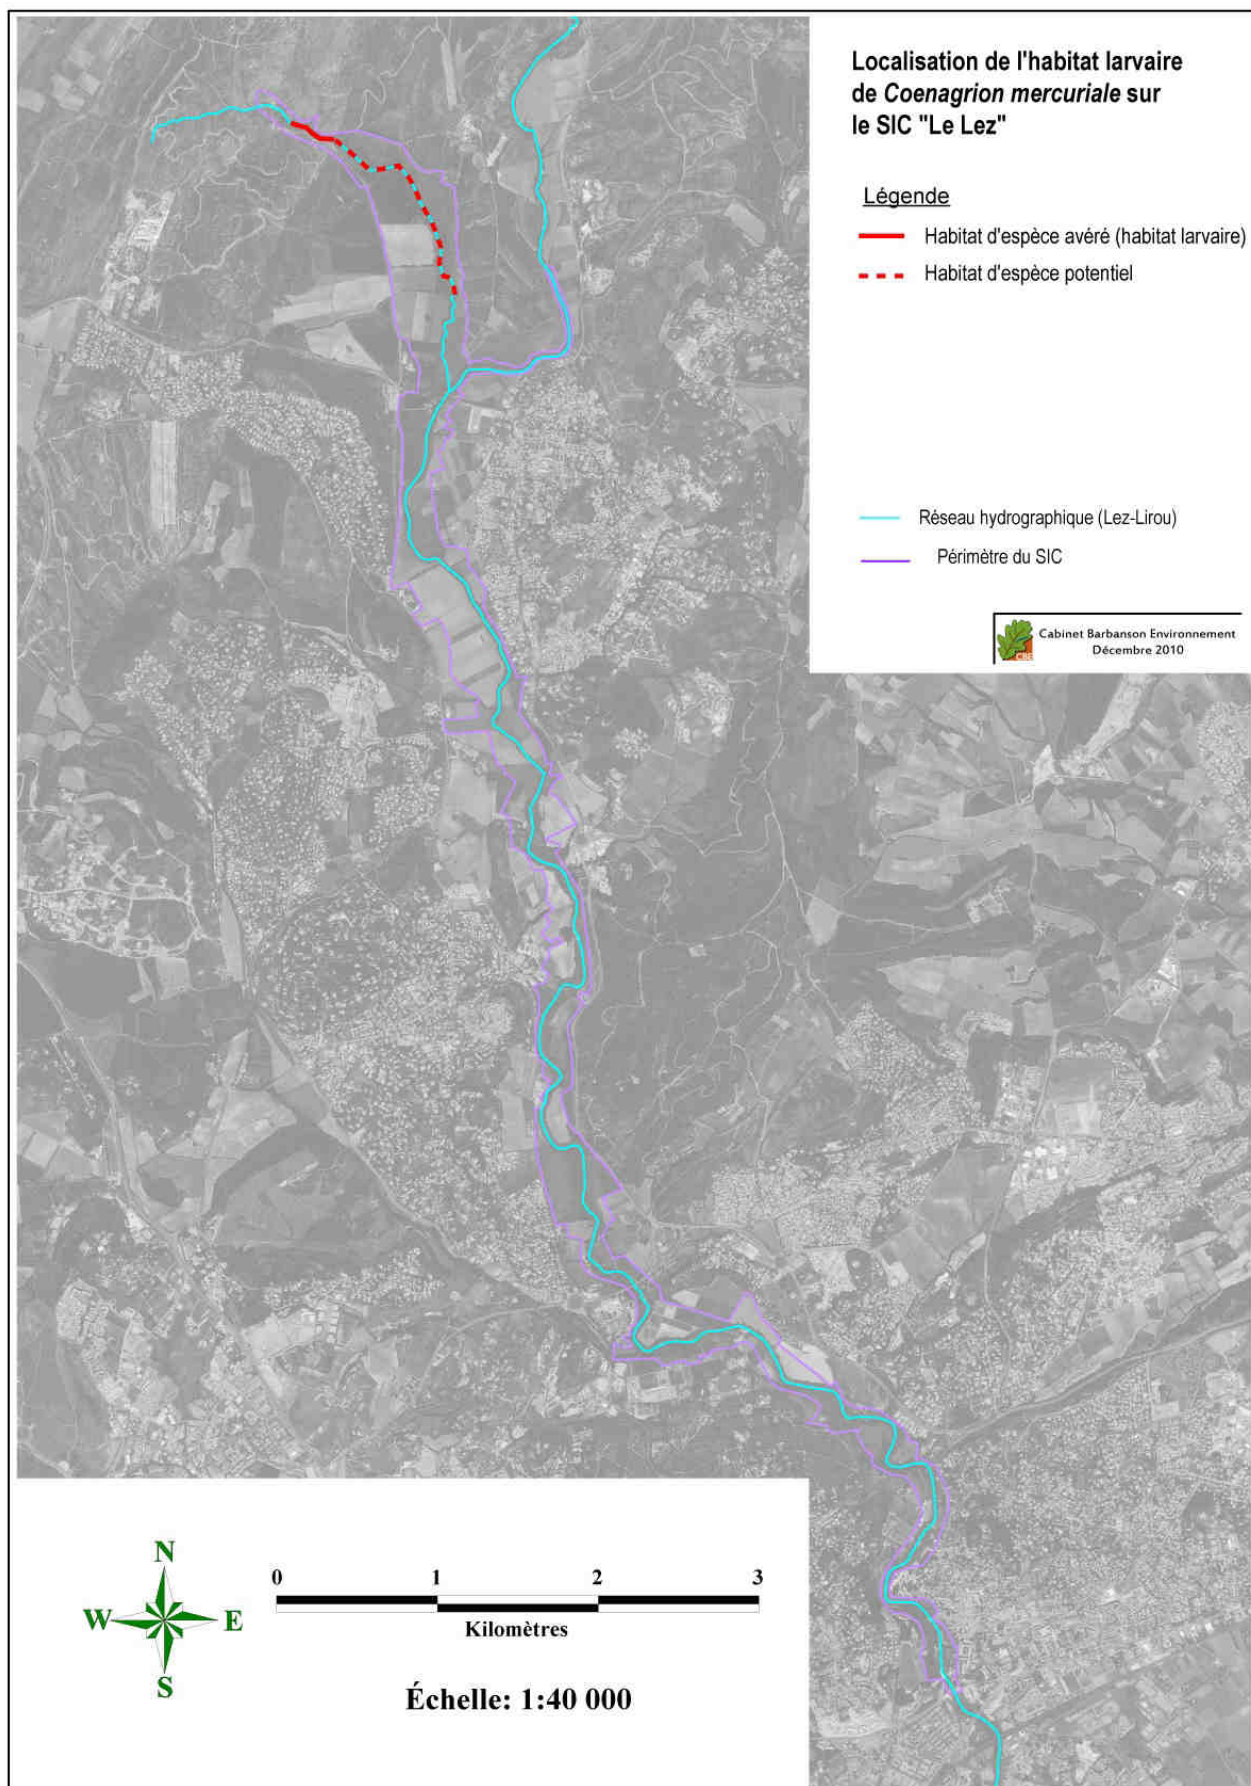 Localisation de l'habitat larvaire
de Coenagrion mercuriale sur
le SIC "Le Lez"
Légende
Habitat d'espèce avéré (habitat larvaire)
Habitat d'espèce potentiel
Réseau hydrographique (Lez-Lirou)
Périmètre du SIC
Cabinet Barbanson Environnement
Décembre 2010
N
W E
S
0 1 2 3
Kilomètres
Échelle: 1:40 000